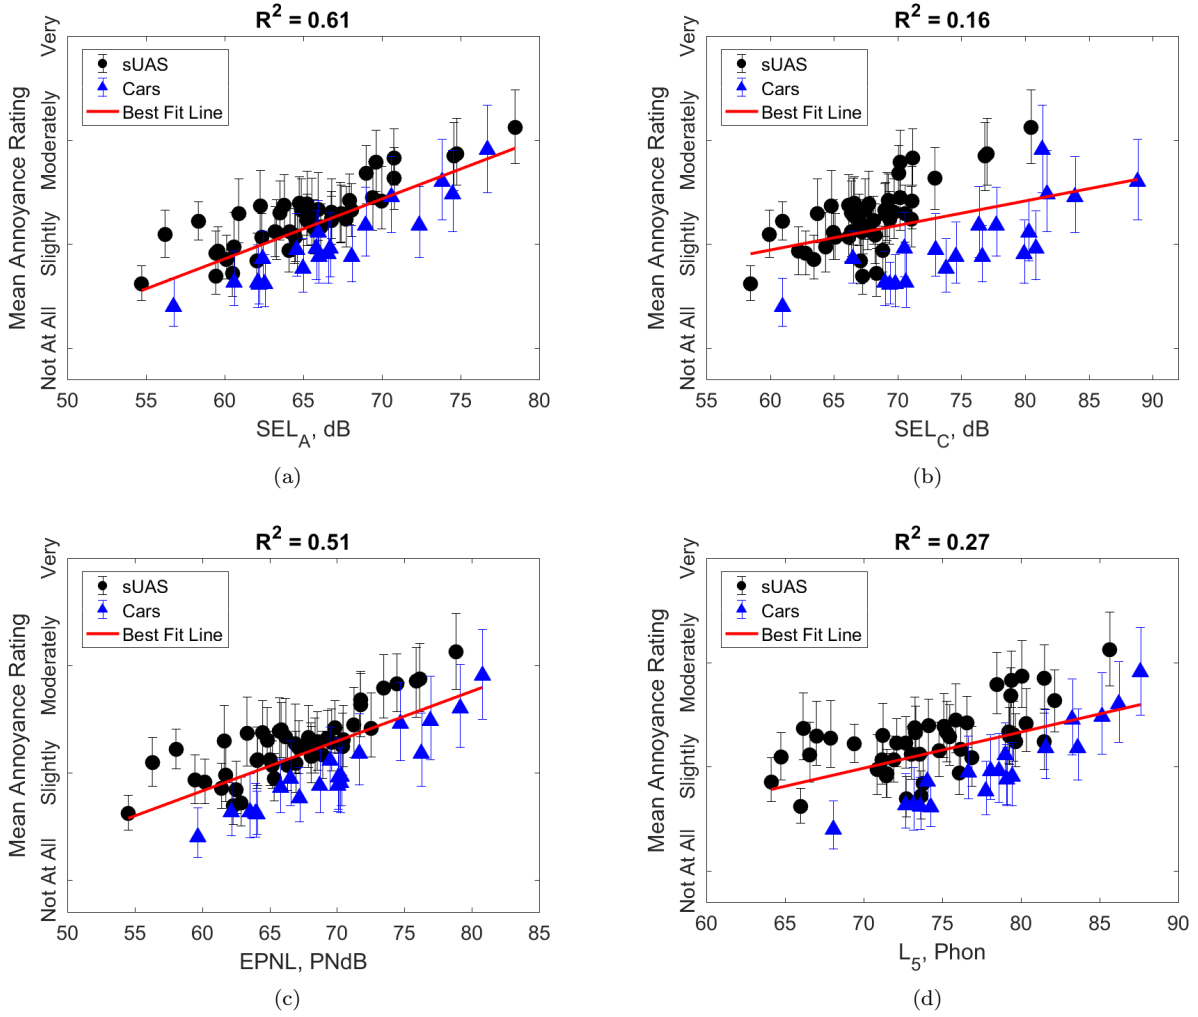 R² = 0.61
Very
Moderately
Slightly
Not At All
Mean Annoyance Rating
sUAS
Cars
Best Fit Line
50 55 60 65 70 75 80
SEL_A, dB
(a)
R² = 0.16
Very
Moderately
Slightly
Not At All
Mean Annoyance Rating
sUAS
Cars
Best Fit Line
55 60 65 70 75 80 85 90
SEL_C, dB
(b)
R² = 0.51
Very
Moderately
Slightly
Not At All
Mean Annoyance Rating
sUAS
Cars
Best Fit Line
50 55 60 65 70 75 80 85
EPNL, PNdB
(c)
R² = 0.27
Very
Moderately
Slightly
Not At All
Mean Annoyance Rating
sUAS
Cars
Best Fit Line
60 65 70 75 80 85 90
L₅, Phon
(d)